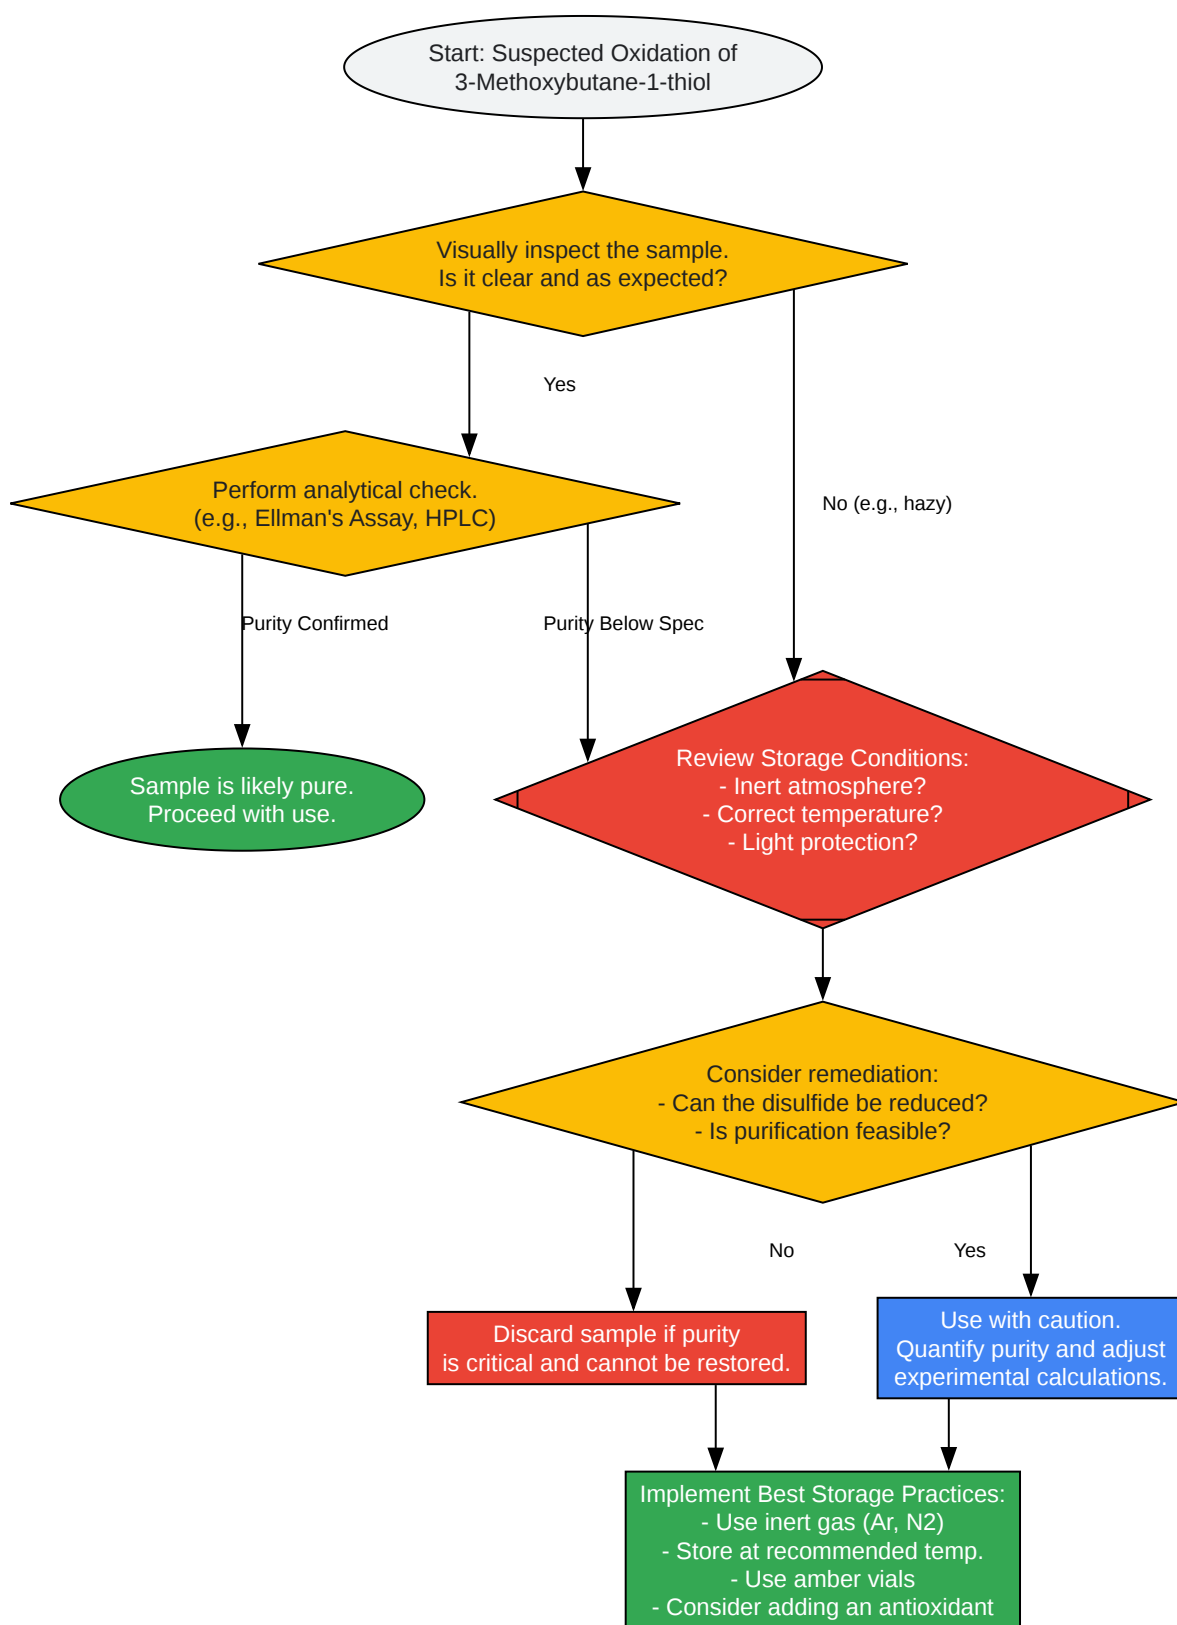 Start: Suspected Oxidation of
3-Methoxybutane-1-thiol
Visually inspect the sample.
Is it clear and as expected?
Yes
Perform analytical check.
(e.g., Ellman's Assay, HPLC)
No (e.g., hazy)
Purity Confirmed
Purity Below Spec
Sample is likely pure.
Proceed with use.
Review Storage Conditions:
- Inert atmosphere?
- Correct temperature?
- Light protection?
Consider remediation:
- Can the disulfide be reduced?
- Is purification feasible?
No
Yes
Discard sample if purity
is critical and cannot be restored.
Use with caution.
Quantify purity and adjust
experimental calculations.
Implement Best Storage Practices:
- Use inert gas (Ar, N2)
- Store at recommended temp.
- Use amber vials
- Consider adding an antioxidant